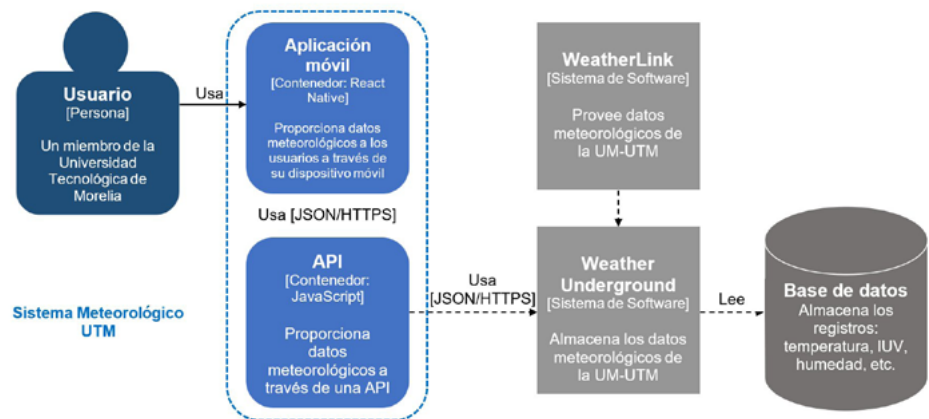 Usuario
[Persona]
Un miembro de la
Universidad
Tecnológica de
Morelia
Usa
Aplicación
móvil
[Contenedor: React
Native]
Proporciona datos
meteorológicos a los
usuarios a través de
su dispositivo móvil
Usa [JSON/HTTPS]
API
[Contenedor:
JavaScript]
Proporciona
datos
meteorológicos a
través de una API
Sistema Meteorológico
UTM
Usa
[JSON/HTTPS]
WeatherLink
[Sistema de Software]
Provee datos
meteorológicos de
la UM-UTM
Weather
Underground
[Sistema de Software]
Almacena los datos
meteorológicos de
la UM-UTM
Lee
Base de datos
Almacena los
registros:
temperatura, IUV,
humedad, etc.